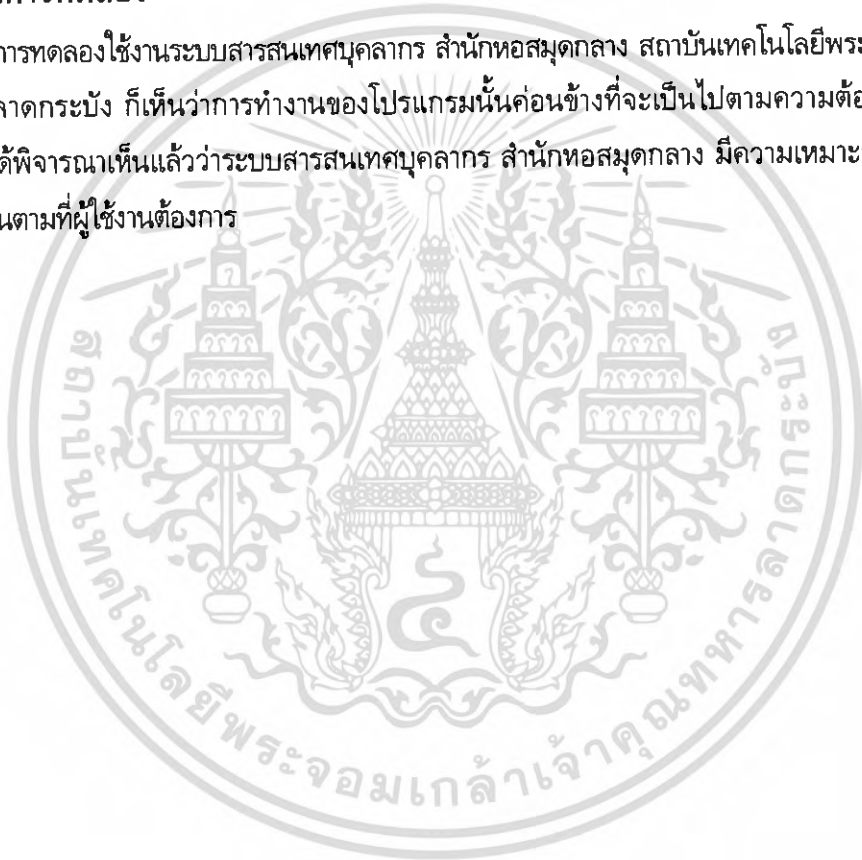 การทดลองใช้งานระบบสารสนเทศบุคลากร สำนักหอสมุดกลาง สถาบันเทคโนโลยีพระ
ลาดกระบัง ก็เห็นว่าการทำงานของโปรแกรมนั้นค่อนข้างที่จะเป็นไปตามความต้อ
ด้พิจารณาเห็นแล้วว่าระบบสารสนเทศบุคลากร สำนักหอสมุดกลาง มีความเหมาะ
นตามที่ผู้ใช้งานต้องการ
สถาบันเทคโนโลยีพระจอมเกล้าเจ้าคุณทหารลาดกระบัง
๔